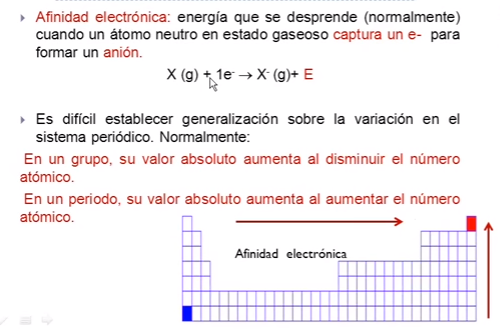 Afinidad electrónica: energía que se desprende (normalmente)
cuando un átomo neutro en estado gaseoso captura un e- para
formar un anión.
X (g) + 1e⁻ → X⁻ (g)+ E
Es difícil establecer generalización sobre la variación en el
sistema periódico. Normalmente:
En un grupo, su valor absoluto aumenta al disminuir el número
atómico.
En un periodo, su valor absoluto aumenta al aumentar el número
atómico.
Afinidad electrónica